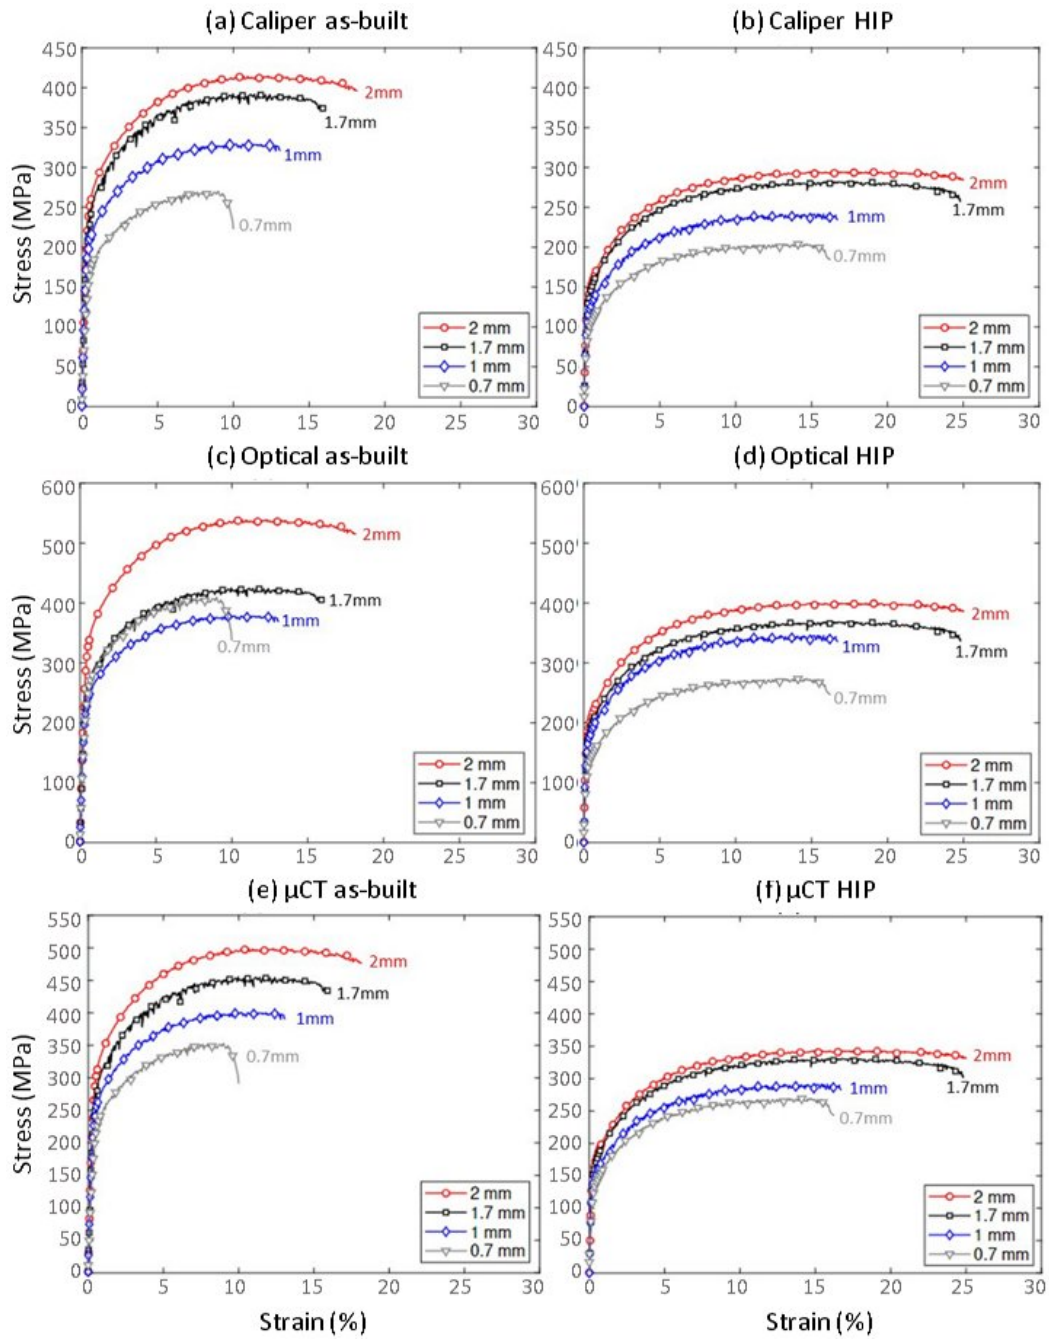 (a) Caliper as-built
(b) Caliper HIP
450
400
350
300
250
200
150
100
50
0
Stress (MPa)
2mm
1.7mm
1mm
0.7mm
2 mm
1.7 mm
1 mm
0.7 mm
0 5 10 15 20 25 30
450
400
350
300
250
200
150
100
50
0
2mm
1.7mm
1mm
0.7mm
2 mm
1.7 mm
1 mm
0.7 mm
0 5 10 15 20 25 30
(c) Optical as-built
(d) Optical HIP
600
500
400
300
200
100
0
Stress (MPa)
2mm
1.7mm
1mm
0.7mm
2 mm
1.7 mm
1 mm
0.7 mm
0 5 10 15 20 25 30
600
500
400
300
200
100
0
2mm
1.7mm
1mm
0.7mm
2 mm
1.7 mm
1 mm
0.7 mm
0 5 10 15 20 25 30
(e) µCT as-built
(f) µCT HIP
550
500
450
400
350
300
250
200
150
100
50
0
Stress (MPa)
2mm
1.7mm
1mm
0.7mm
2 mm
1.7 mm
1 mm
0.7 mm
0 5 10 15 20 25 30
Strain (%)
550
500
450
400
350
300
250
200
150
100
50
0
2mm
1.7mm
1mm
0.7mm
2 mm
1.7 mm
1 mm
0.7 mm
0 5 10 15 20 25 30
Strain (%)